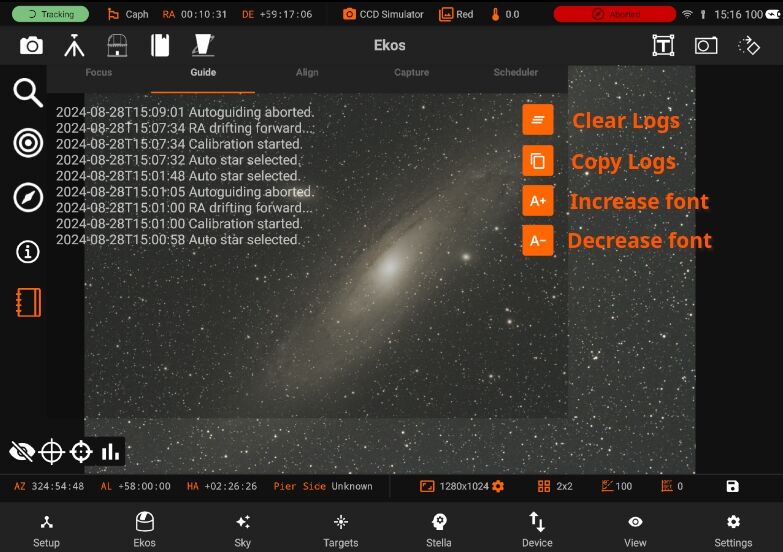 Tracking Caph RA 00:10:31 DE +59:17:06 CCD Simulator Red 0.0 Aborted 15:16 100
Ekos
Focus Guide Align Capture Scheduler
2024-08-28T15:09:01 Autoguiding aborted.
2024-08-28T15:07:34 RA drifting forward...
2024-08-28T15:07:34 Calibration started.
2024-08-28T15:07:32 Auto star selected.
2024-08-28T15:01:48 Auto star selected.
2024-08-28T15:01:05 Autoguiding aborted.
2024-08-28T15:01:00 RA drifting forward...
2024-08-28T15:01:00 Calibration started.
2024-08-28T15:00:58 Auto star selected.
Clear Logs
Copy Logs
A+ Increase font
A- Decrease font
AZ 324:54:48 AL +58:00:00 HA +02:26:26 Pier Side Unknown 1280x1024 2x2 100 0
Setup Ekos Sky Targets Stella Device View Settings